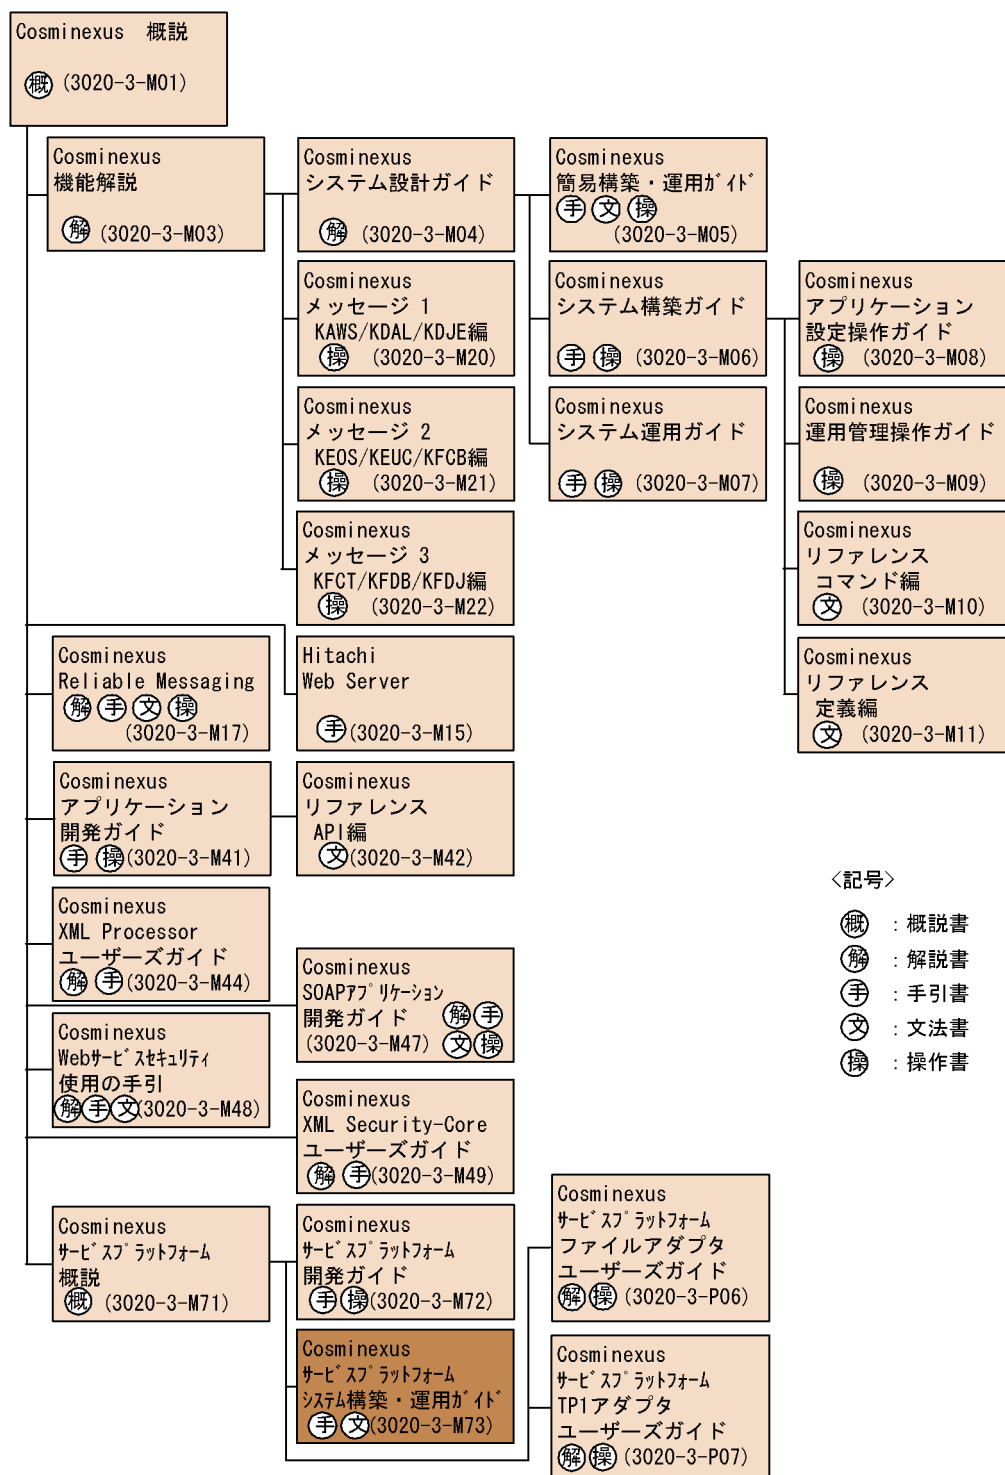 Cosminexus 概説
概 (3020-3-M01)
Cosminexus
機能解説
解 (3020-3-M03)
Cosminexus
システム設計ガイド
解 (3020-3-M04)
Cosminexus
簡易構築・運用ｶﾞｲﾄﾞ
手 文 操
(3020-3-M05)
Cosminexus
メッセージ 1
KAWS/KDAL/KDJE編
操 (3020-3-M20)
Cosminexus
システム構築ガイド
手 操 (3020-3-M06)
Cosminexus
アプリケーション
設定操作ガイド
操 (3020-3-M08)
Cosminexus
メッセージ 2
KEOS/KEUC/KFCB編
操 (3020-3-M21)
Cosminexus
システム運用ガイド
手 操 (3020-3-M07)
Cosminexus
運用管理操作ガイド
操 (3020-3-M09)
Cosminexus
メッセージ 3
KFCT/KFDB/KFDJ編
操 (3020-3-M22)
Cosminexus
リファレンス
コマンド編
文 (3020-3-M10)
Cosminexus
Reliable Messaging
解 手 文 操
(3020-3-M17)
Hitachi
Web Server
手 (3020-3-M15)
Cosminexus
リファレンス
定義編
文 (3020-3-M11)
Cosminexus
アプリケーション
開発ガイド
手 操 (3020-3-M41)
Cosminexus
リファレンス
API編
文 (3020-3-M42)
Cosminexus
XML Processor
ユーザーズガイド
解 手 (3020-3-M44)
Cosminexus
SOAPｱﾌﾟﾘｹｰｼｮﾝ
開発ガイド 解 手
(3020-3-M47) 文 操
Cosminexus
Webｻｰﾋﾞｽｾｷｭﾘﾃｨ
使用の手引
解 手 文 (3020-3-M48)
Cosminexus
XML Security-Core
ユーザーズガイド
解 手 (3020-3-M49)
Cosminexus
ｻｰﾋﾞｽﾌﾟﾗｯﾄﾌｫｰﾑ
概説
概 (3020-3-M71)
Cosminexus
ｻｰﾋﾞｽﾌﾟﾗｯﾄﾌｫｰﾑ
開発ガイド
手 操 (3020-3-M72)
Cosminexus
ｻｰﾋﾞｽﾌﾟﾗｯﾄﾌｫｰﾑ
ファイルアダプタ
ユーザーズガイド
解 操 (3020-3-P06)
Cosminexus
ｻｰﾋﾞｽﾌﾟﾗｯﾄﾌｫｰﾑ
ｼｽﾃﾑ構築・運用ｶﾞｲﾄﾞ
手 文 (3020-3-M73)
Cosminexus
ｻｰﾋﾞｽﾌﾟﾗｯﾄﾌｫｰﾑ
TP1アダプタ
ユーザーズガイド
解 操 (3020-3-P07)
<記号>
概 : 概説書
解 : 解説書
手 : 手引書
文 : 文法書
操 : 操作書